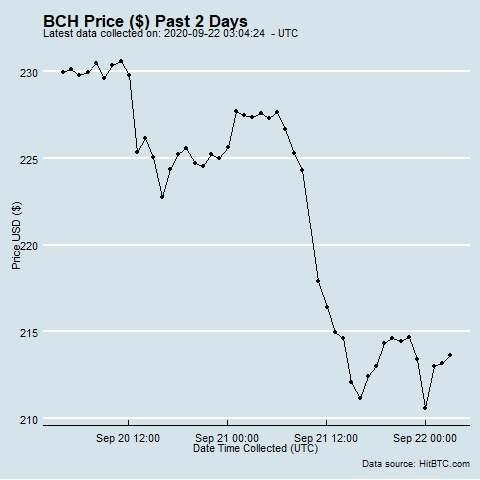 BCH Price ($) Past 2 Days
Latest data collected on: 2020-09-22 03:04:24  - UTC
230
225
220
215
210
Price USD ($)
Sep 20 12:00 Sep 21 00:00 Sep 21 12:00 Sep 22 00:00
Date Time Collected (UTC)
Data source: HitBTC.com